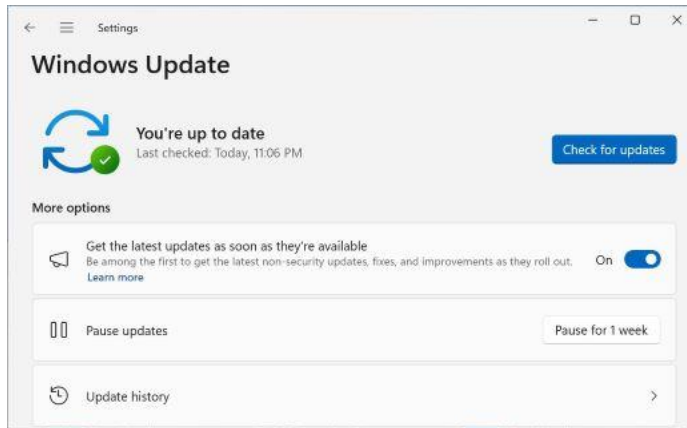 Settings
Windows Update
You're up to date
Last checked: Today, 11:06 PM
Check for updates
More options
Get the latest updates as soon as they're available
Be among the first to get the latest non-security updates, fixes, and improvements as they roll out.
Learn more
On
Pause updates
Pause for 1 week
Update history